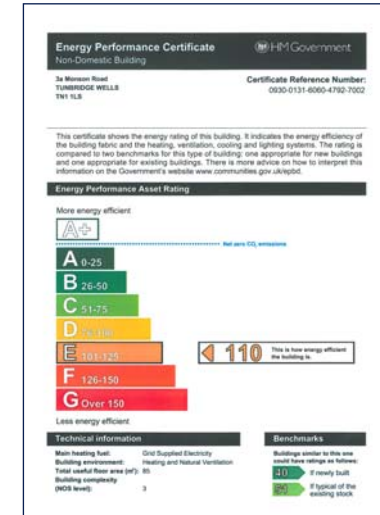 Energy Performance Certificate
HM Government
Non-Domestic Building
3a Monson Road
TUNBRIDGE WELLS
TN1 1LS
Certificate Reference Number:
0930-0131-6060-4792-7002
This certificate shows the energy rating of this building. It indicates the energy efficiency of
the building fabric and the heating, ventilation, cooling and lighting systems. The rating is
compared to two benchmarks for this type of building: one appropriate for new buildings
and one appropriate for existing buildings. There is more advice on how to interpret this
information on the Government's website www.communities.gov.uk/epbd.
Energy Performance Asset Rating
More energy efficient
A+
Net zero CO₂ emissions
A 0-25
B 26-50
C 51-75
D 76-100
E 101-125
110 This is how energy efficient
the building is.
F 126-150
G Over 150
Less energy efficient
Technical information
Main heating fuel: Grid Supplied Electricity
Building environment: Heating and Natural Ventilation
Total useful floor area (m²): 85
Building complexity
(NOS level): 3
Benchmarks
Buildings similar to this one
could have ratings as follows:
40 If newly built
If typical of the
existing stock